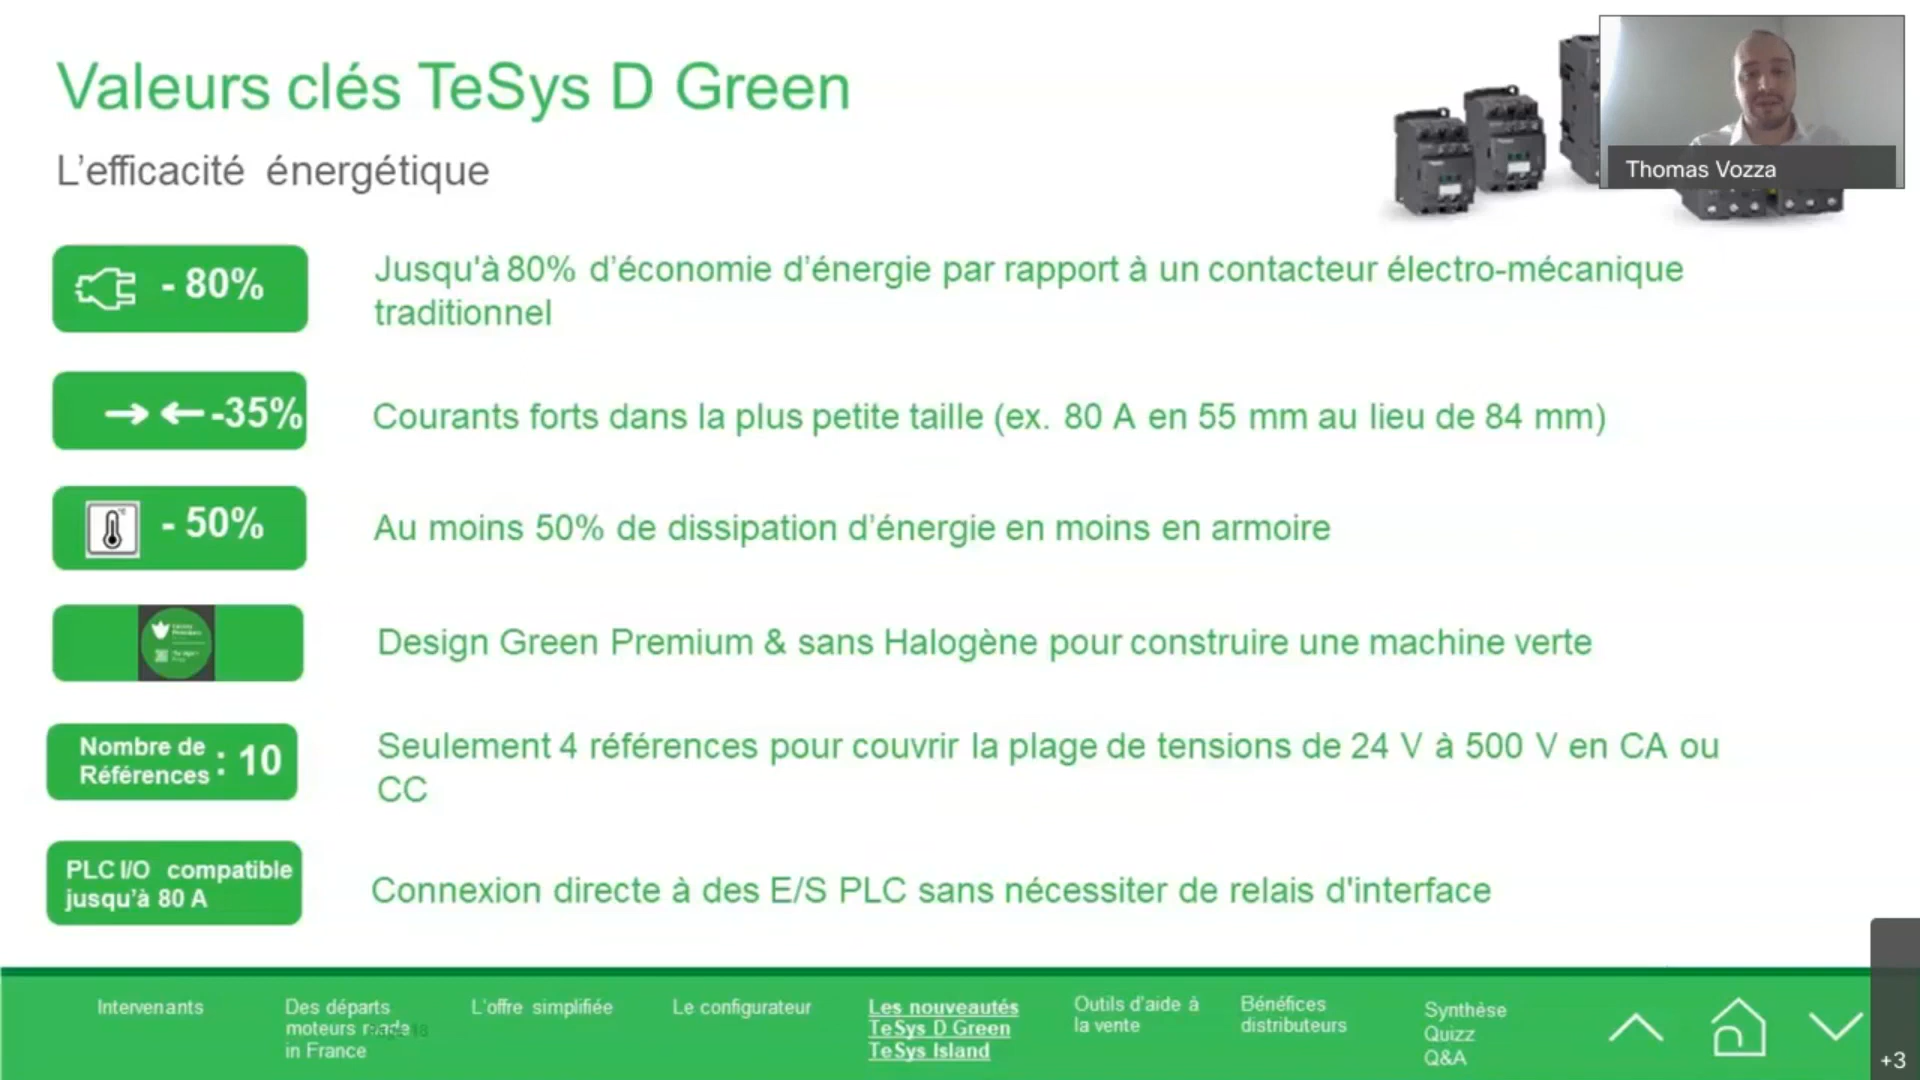 Valeurs clés TeSys D Green
L'efficacité énergétique
Thomas Vozza
- 80%
Jusqu'à 80% d'économie d'énergie par rapport à un contacteur électro-mécanique
traditionnel
-35%
Courants forts dans la plus petite taille (ex. 80 A en 55 mm au lieu de 84 mm)
- 50%
Au moins 50% de dissipation d'énergie en moins en armoire
Design Green Premium & sans Halogène pour construire une machine verte
Nombre de
Références : 10
Seulement 4 références pour couvrir la plage de tensions de 24 V à 500 V en CA ou
CC
PLC I/O compatible
jusqu'à 80 A
Connexion directe à des E/S PLC sans nécessiter de relais d'interface
Intervenants
Des départs
moteurs made
in France
Page 18
L'offre simplifiée
Le configurateur
Les nouveautés
TeSys D Green
TeSys Island
Outils d'aide à
la vente
Bénéfices
distributeurs
Synthèse
Quizz
Q&A
+3